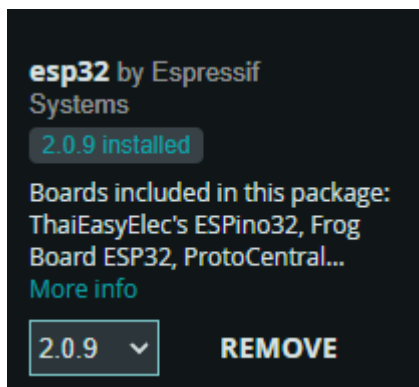 esp32 by Espressif
Systems
2.0.9 installed
Boards included in this package:
ThaiEasyElec's ESPino32, Frog
Board ESP32, ProtoCentral...
More info
2.0.9 REMOVE